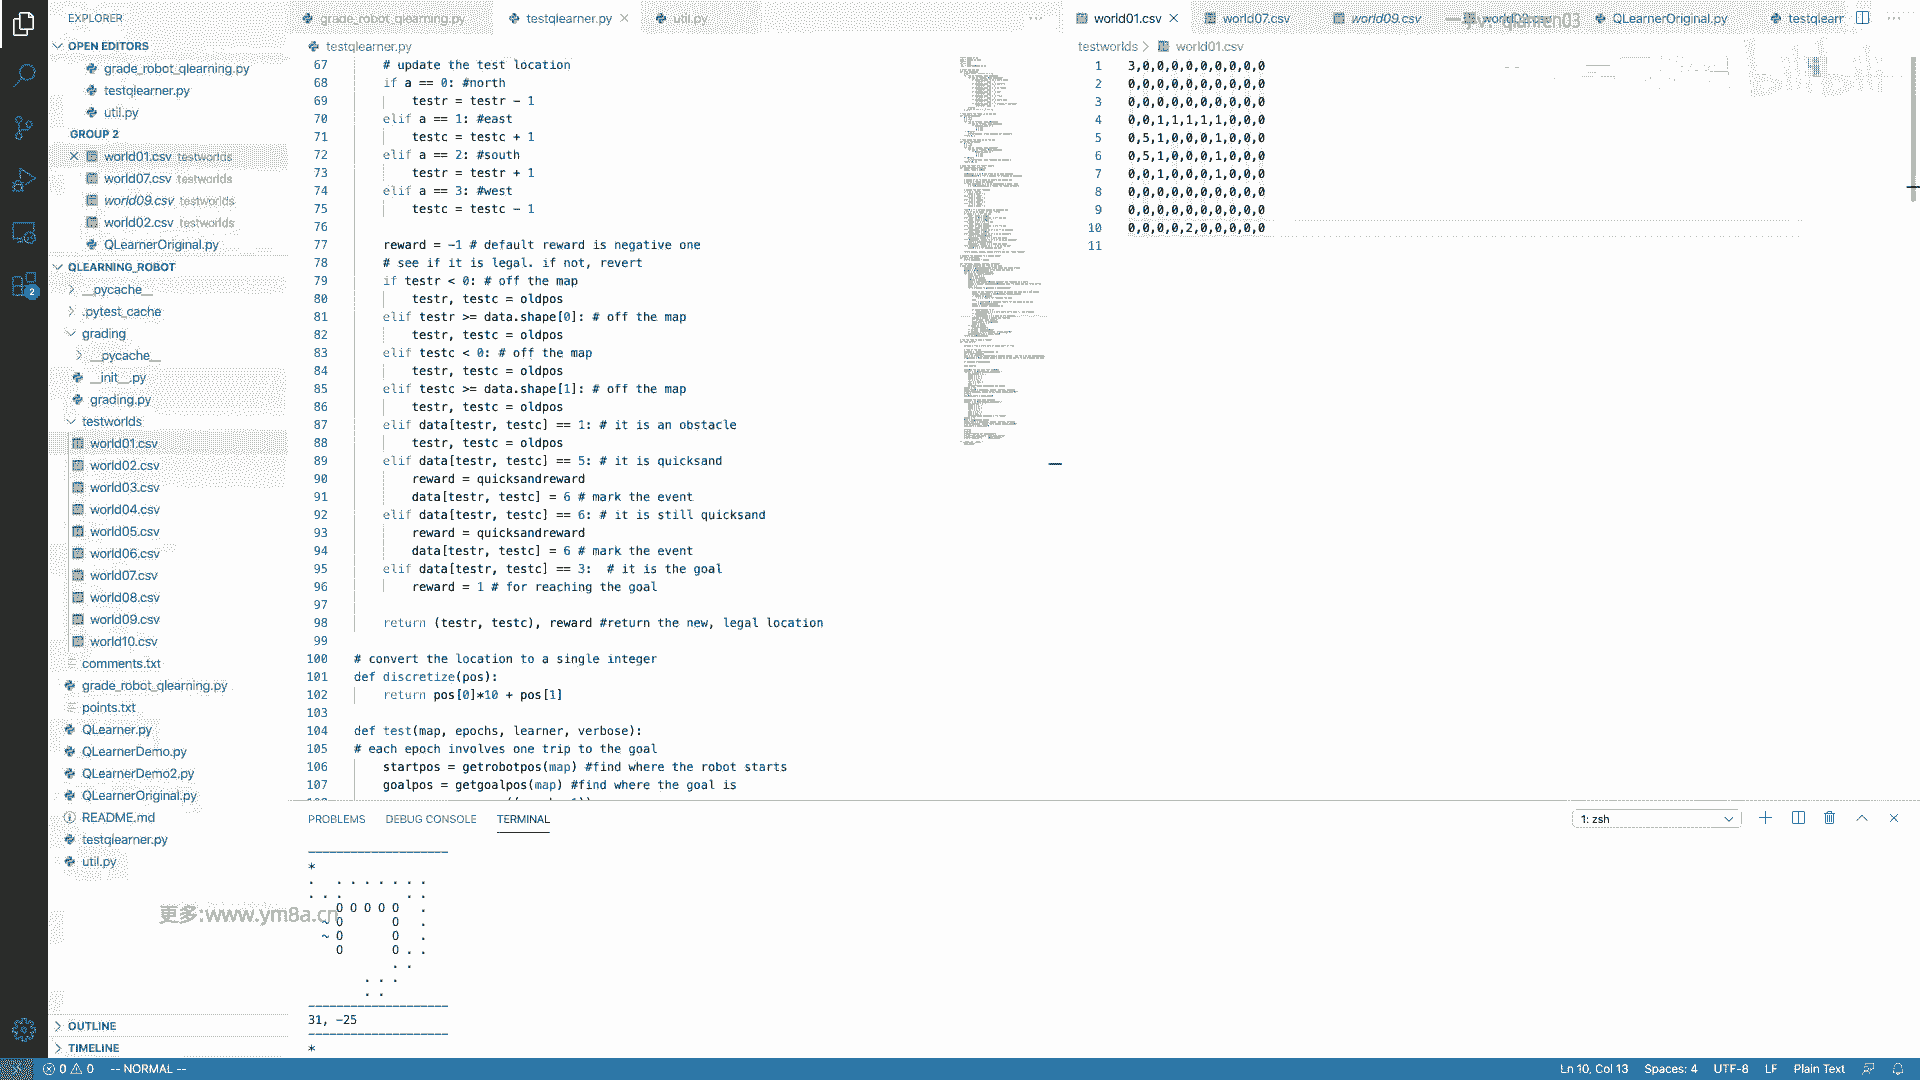 EXPLORER
OPEN EDITORS
grade_robot_qlearning.py
testqlearner.py
util.py
GROUP 2
world01.csv testworlds
world07.csv testworlds
world09.csv testworlds
world02.csv testworlds
QLearnerOriginal.py
QLEARNING_ROBOT
__pycache__
.pytest_cache
grading
__pycache__
__init__.py
grading.py
testworlds
world01.csv
world02.csv
world03.csv
world04.csv
world05.csv
world06.csv
world07.csv
world08.csv
world09.csv
world10.csv
comments.txt
grade_robot_qlearning.py
points.txt
QLearner.py
QLearnerDemo.py
QLearnerDemo2.py
QLearnerOriginal.py
README.md
testqlearner.py
util.py
OUTLINE
TIMELINE
2
更多:www.ym8a.cn
grade_robot_qlearning.py testqlearner.py util.py
testqlearner.py
67 # update the test location
68 if a == 0: #north
69 testr = testr - 1
70 elif a == 1: #east
71 testc = testc + 1
72 elif a == 2: #south
73 testr = testr + 1
74 elif a == 3: #west
75 testc = testc - 1
76
77 reward = -1 # default reward is negative one
78 # see if it is legal. if not, revert
79 if testr < 0: # off the map
80 testr, testc = oldpos
81 elif testr >= data.shape[0]: # off the map
82 testr, testc = oldpos
83 elif testc < 0: # off the map
84 testr, testc = oldpos
85 elif testc >= data.shape[1]: # off the map
86 testr, testc = oldpos
87 elif data[testr, testc] == 1: # it is an obstacle
88 testr, testc = oldpos
89 elif data[testr, testc] == 5: # it is quicksand
90 reward = quicksandreward
91 data[testr, testc] = 6 # mark the event
92 elif data[testr, testc] == 6: # it is still quicksand
93 reward = quicksandreward
94 data[testr, testc] = 6 # mark the event
95 elif data[testr, testc] == 3:  # it is the goal
96 reward = 1 # for reaching the goal
97
98 return (testr, testc), reward #return the new, legal location
99
100 # convert the location to a single integer
101 def discretize(pos):
102 return pos[0]*10 + pos[1]
103
104 def test(map, epochs, learner, verbose):
105 # each epoch involves one trip to the goal
106 startpos = getrobotpos(map) #find where the robot starts
107 goalpos = getgoalpos(map) #find where the goal is
world01.csv world07.csv world09.csv QLearnerOriginal.py testqlearr
testworlds > world01.csv
1 3,0,0,0,0,0,0,0,0,0
2 0,0,0,0,0,0,0,0,0,0
3 0,0,0,0,0,0,0,0,0,0
4 0,0,1,1,1,1,1,0,0,0
5 0,5,1,0,0,0,1,0,0,0
6 0,5,1,0,0,0,1,0,0,0
7 0,0,1,0,0,0,1,0,0,0
8 0,0,0,0,0,0,0,0,0,0
9 0,0,0,0,0,0,0,0,0,0
10 0,0,0,0,2,0,0,0,0,0
11
PROBLEMS DEBUG CONSOLE TERMINAL
1: zsh
--------------------
*
. . . . . . . .
. . . . .
O O O O O .
~ O O .
~ O O .
O O . .
. .
. . .
. .
--------------------
31, -25
--------------------
*
0 0 -- NORMAL --
Ln 10, Col 13 Spaces: 4 UTF-8 LF Plain Text